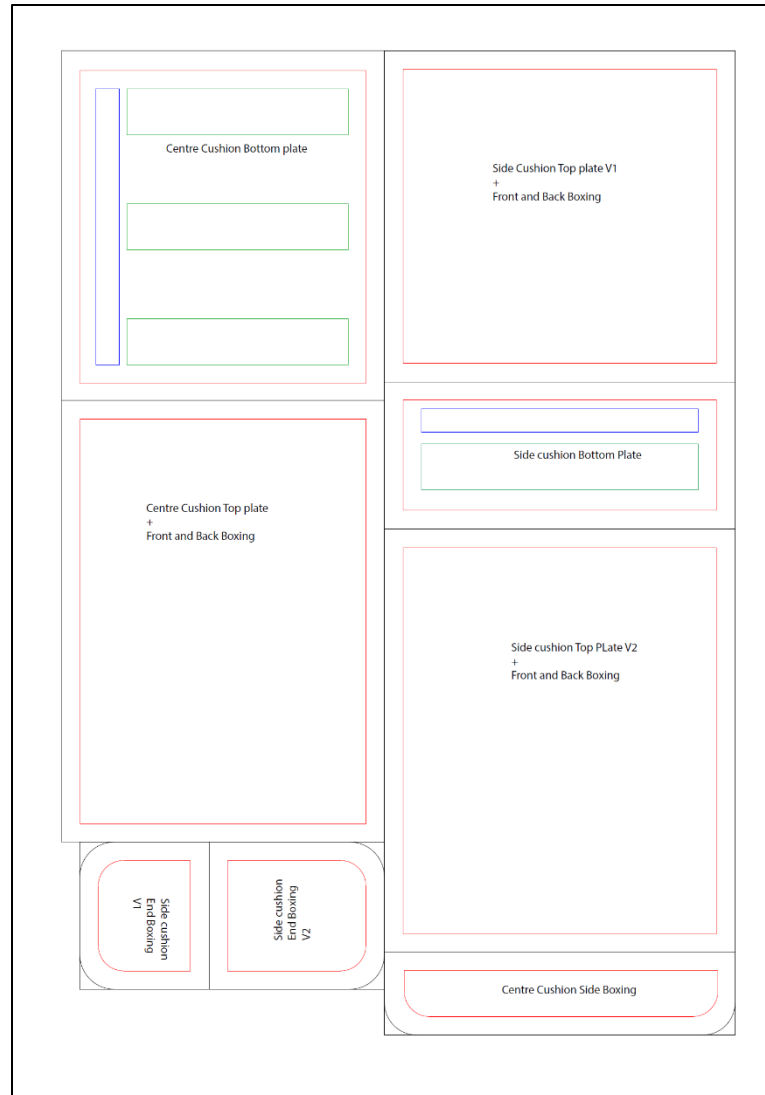 Centre Cushion Bottom plate
Side Cushion Top plate V1
+
Front and Back Boxing
Side cushion Bottom Plate
Centre Cushion Top plate
+
Front and Back Boxing
Side cushion Top PLate V2
+
Front and Back Boxing
Side cushion
End Boxing
V1
Side cushion
End Boxing
V2
Centre Cushion Side Boxing